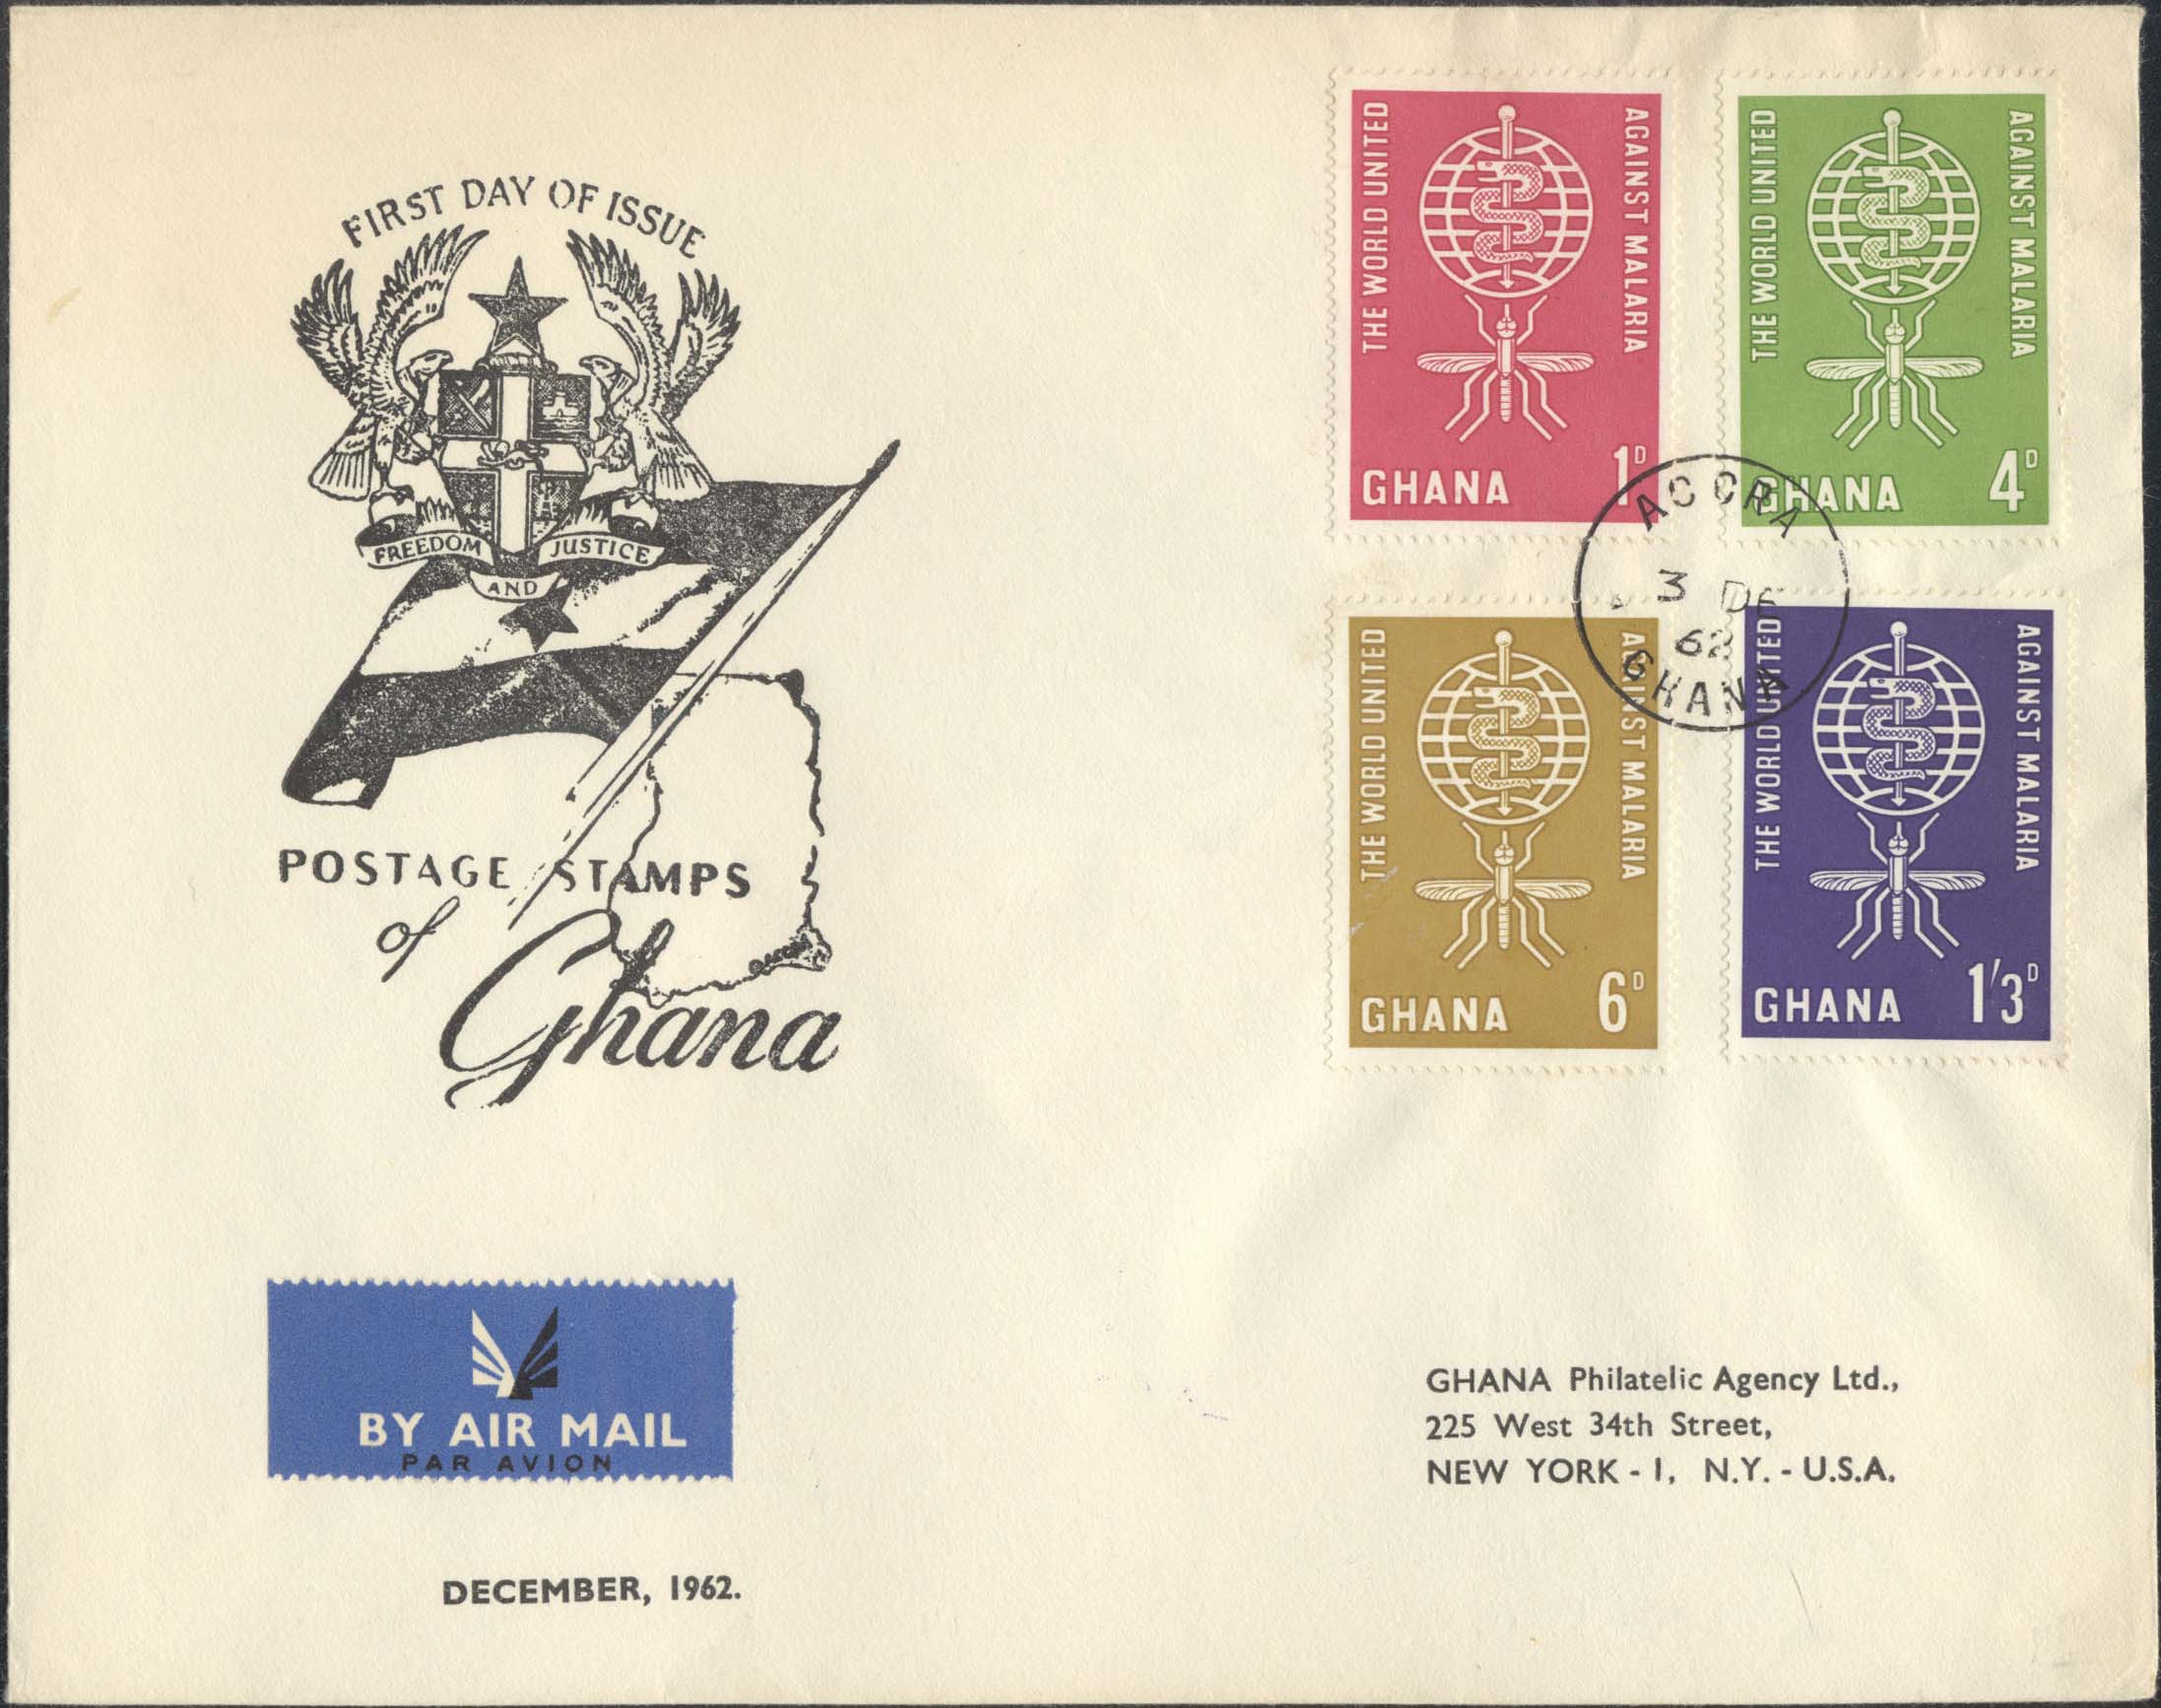 FIRST DAY OF ISSUE
FREEDOM AND JUSTICE
POSTAGE STAMPS
of
Ghana
BY AIR MAIL
PAR AVION
DECEMBER, 1962.
THE WORLD UNITED
AGAINST MALARIA
GHANA 1D
THE WORLD UNITED
AGAINST MALARIA
GHANA 4D
ACCRA
3 DE
62
GHANA
THE WORLD UNITED
AGAINST MALARIA
GHANA 6D
THE WORLD UNITED
AGAINST MALARIA
GHANA 1/3D
GHANA Philatelic Agency Ltd.,
225 West 34th Street,
NEW YORK - 1, N.Y. - U.S.A.